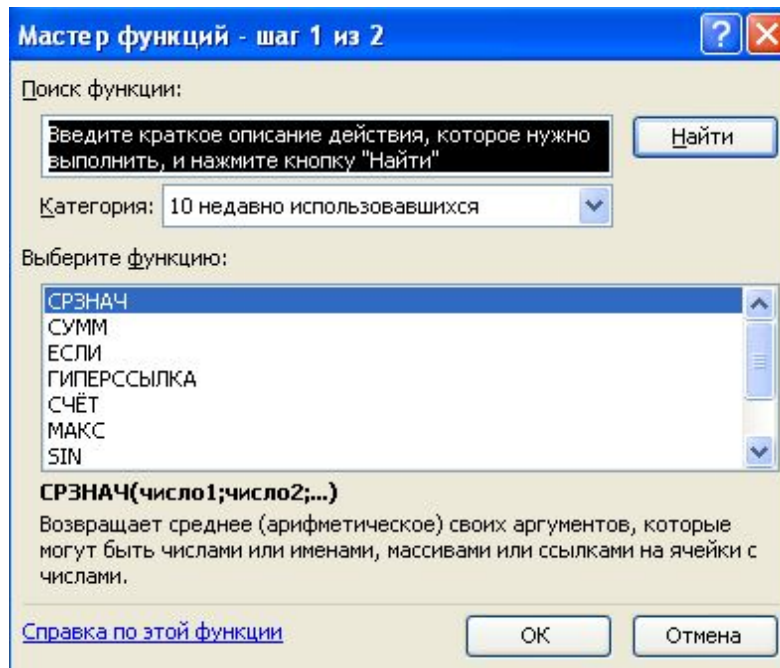 Мастер функций - шаг 1 из 2
Поиск функции:
Введите краткое описание действия, которое нужно
выполнить, и нажмите кнопку "Найти"
Найти
Категория: 10 недавно использовавшихся
Выберите функцию:
СРЗНАЧ
СУММ
ЕСЛИ
ГИПЕРССЫЛКА
СЧЁТ
МАКС
SIN
СРЗНАЧ(число1;число2;...)
Возвращает среднее (арифметическое) своих аргументов, которые
могут быть числами или именами, массивами или ссылками на ячейки с
числами.
Справка по этой функции
ОК
Отмена